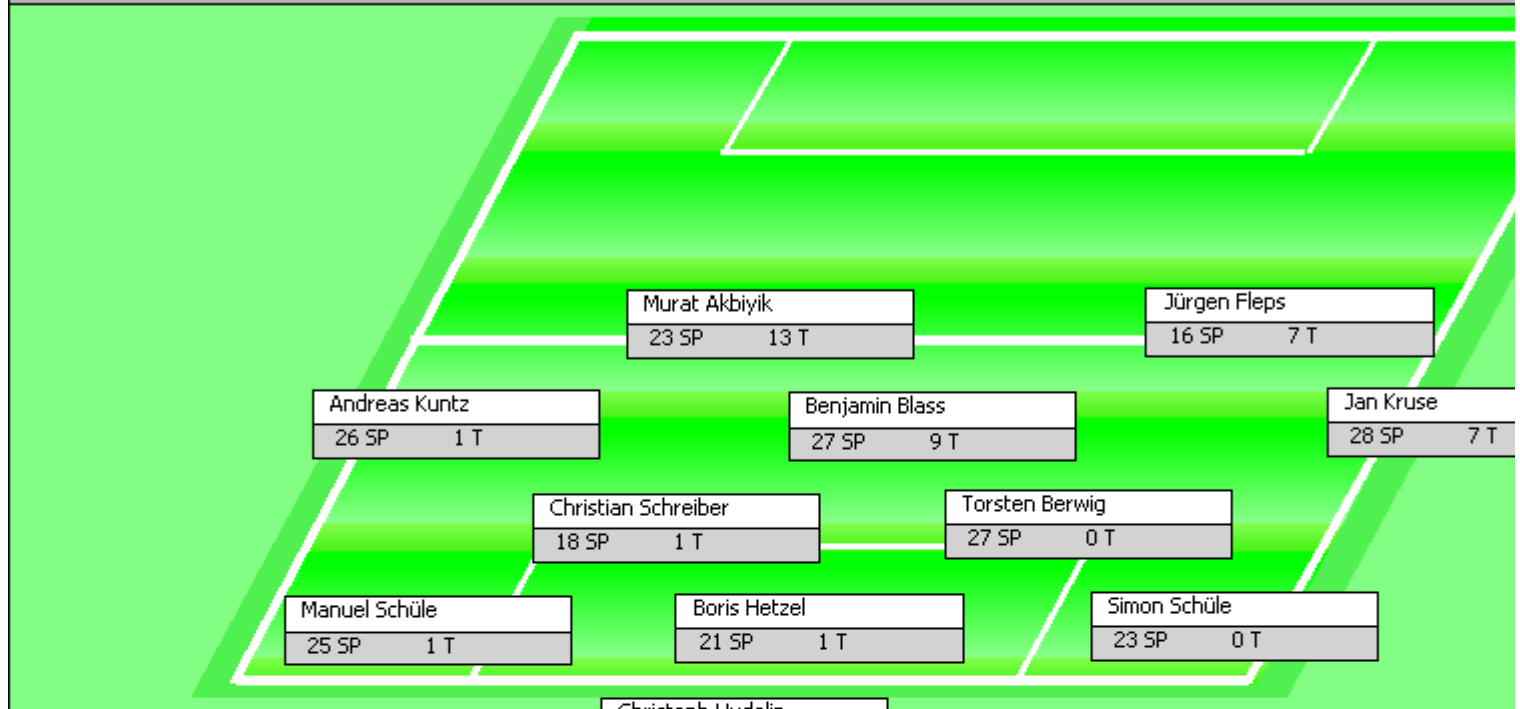 Murat Akbiyik
23 SP 13 T
Jürgen Fleps
16 SP 7 T
Andreas Kuntz
26 SP 1 T
Benjamin Blass
27 SP 9 T
Jan Kruse
28 SP 7 T
Christian Schreiber
18 SP 1 T
Torsten Berwig
27 SP 0 T
Manuel Schüle
25 SP 1 T
Boris Hetzel
21 SP 1 T
Simon Schüle
23 SP 0 T
Christoph